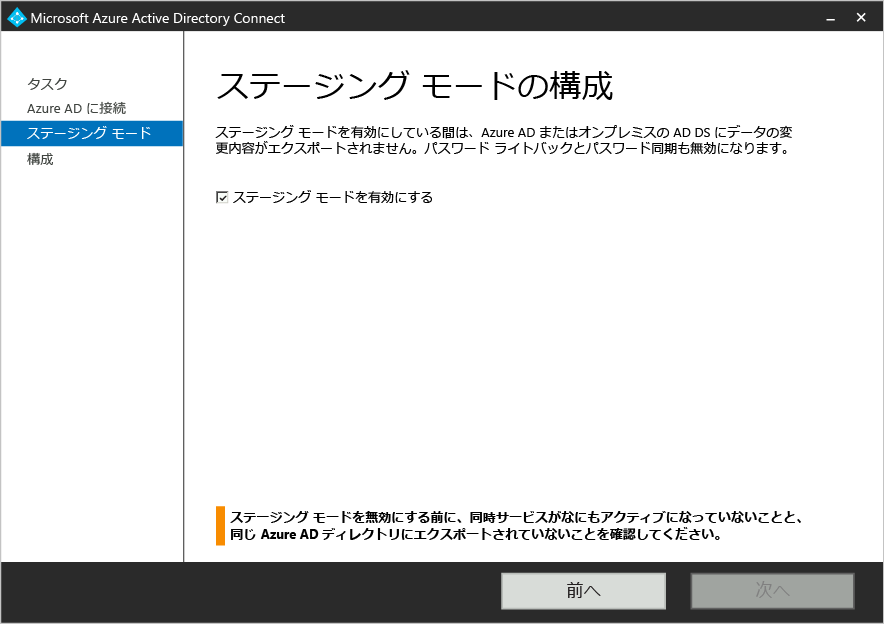 Microsoft Azure Active Directory Connect
タスク
Azure AD に接続
ステージング モード
構成
ステージング モードの構成
ステージング モードを有効にしている間は、Azure AD またはオンプレミスの AD DS にデータの変
更内容がエクスポートされません。パスワード ライトバックとパスワード同期も無効になります。
ステージング モードを有効にする
ステージング モードを無効にする前に、同時サービスがなにもアクティブになっていないことと、
同じ Azure AD ディレクトリにエクスポートされていないことを確認してください。
前へ
次へ